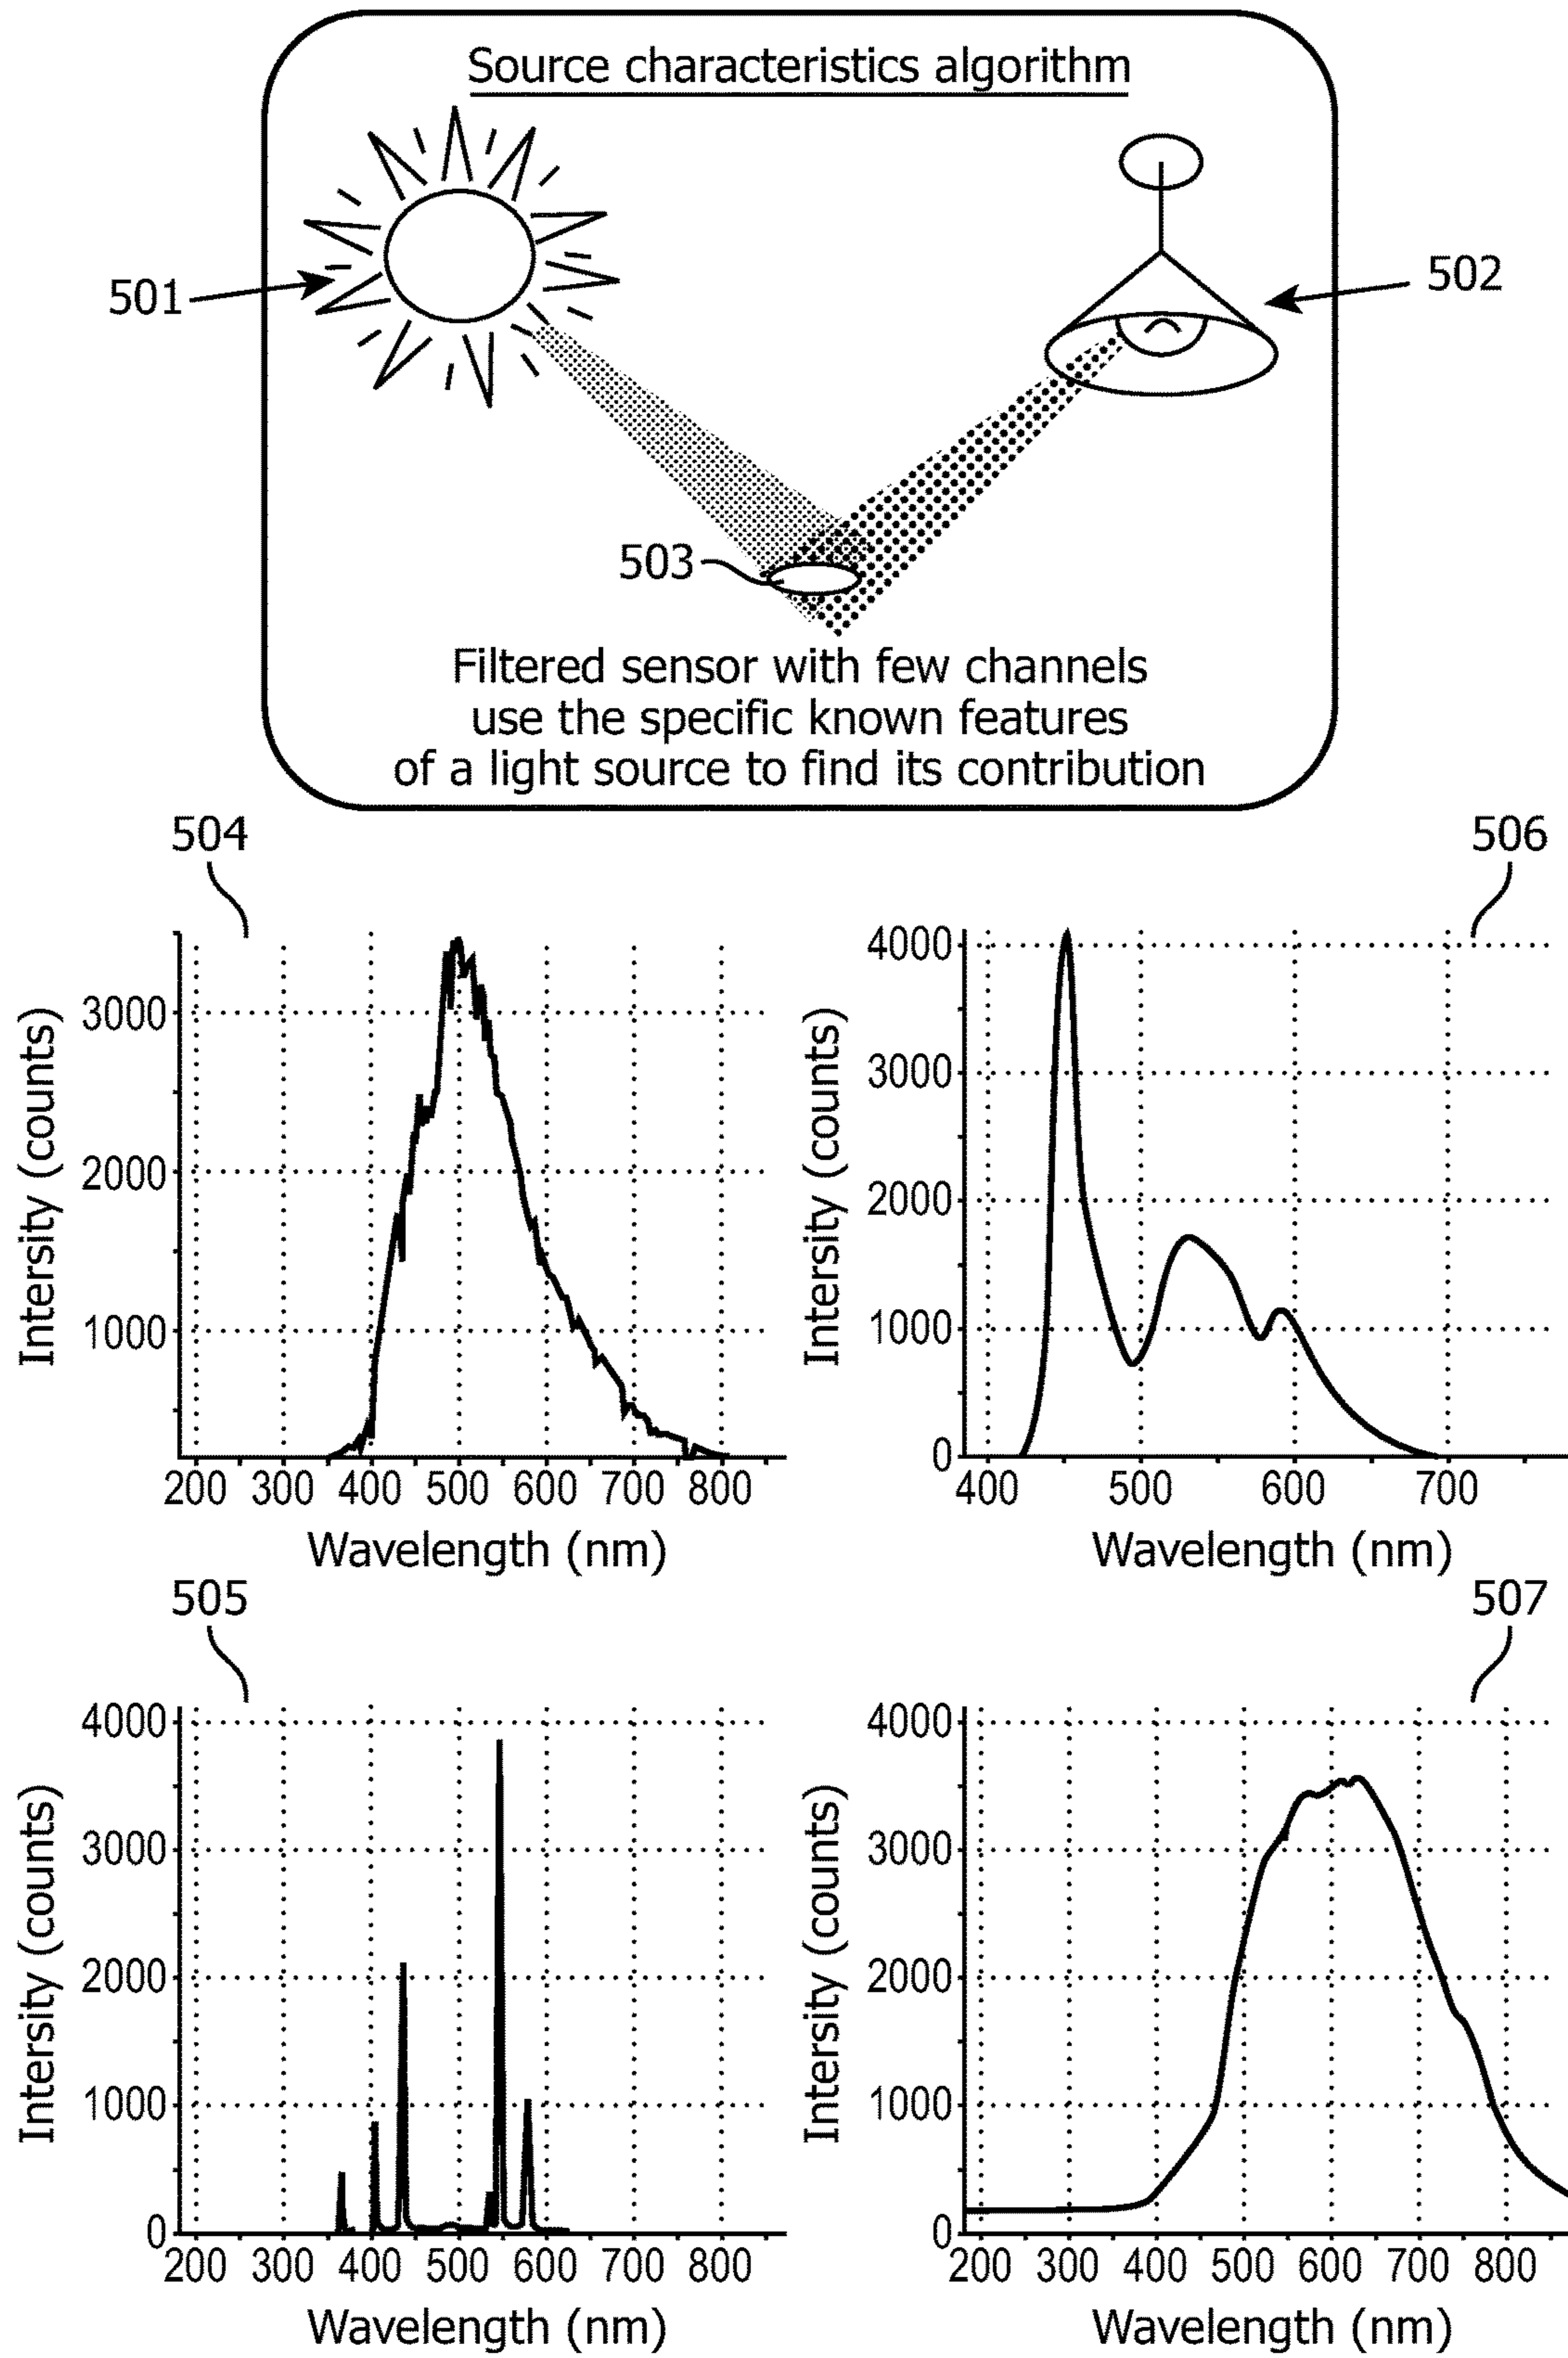 Source characteristics algorithm
501
502
503
Filtered sensor with few channels
use the specific known features
of a light source to find its contribution
504
Intersity (counts)
3000
2000
1000
200 300 400 500 600 700 800
Wavelength (nm)
506
Intersity (counts)
4000
3000
2000
1000
0
400 500 600 700
Wavelength (nm)
505
Intersity (counts)
4000
3000
2000
1000
0
200 300 400 500 600 700 800
Wavelength (nm)
507
Intersity (counts)
4000
3000
2000
1000
0
200 300 400 500 600 700 800
Wavelength (nm)